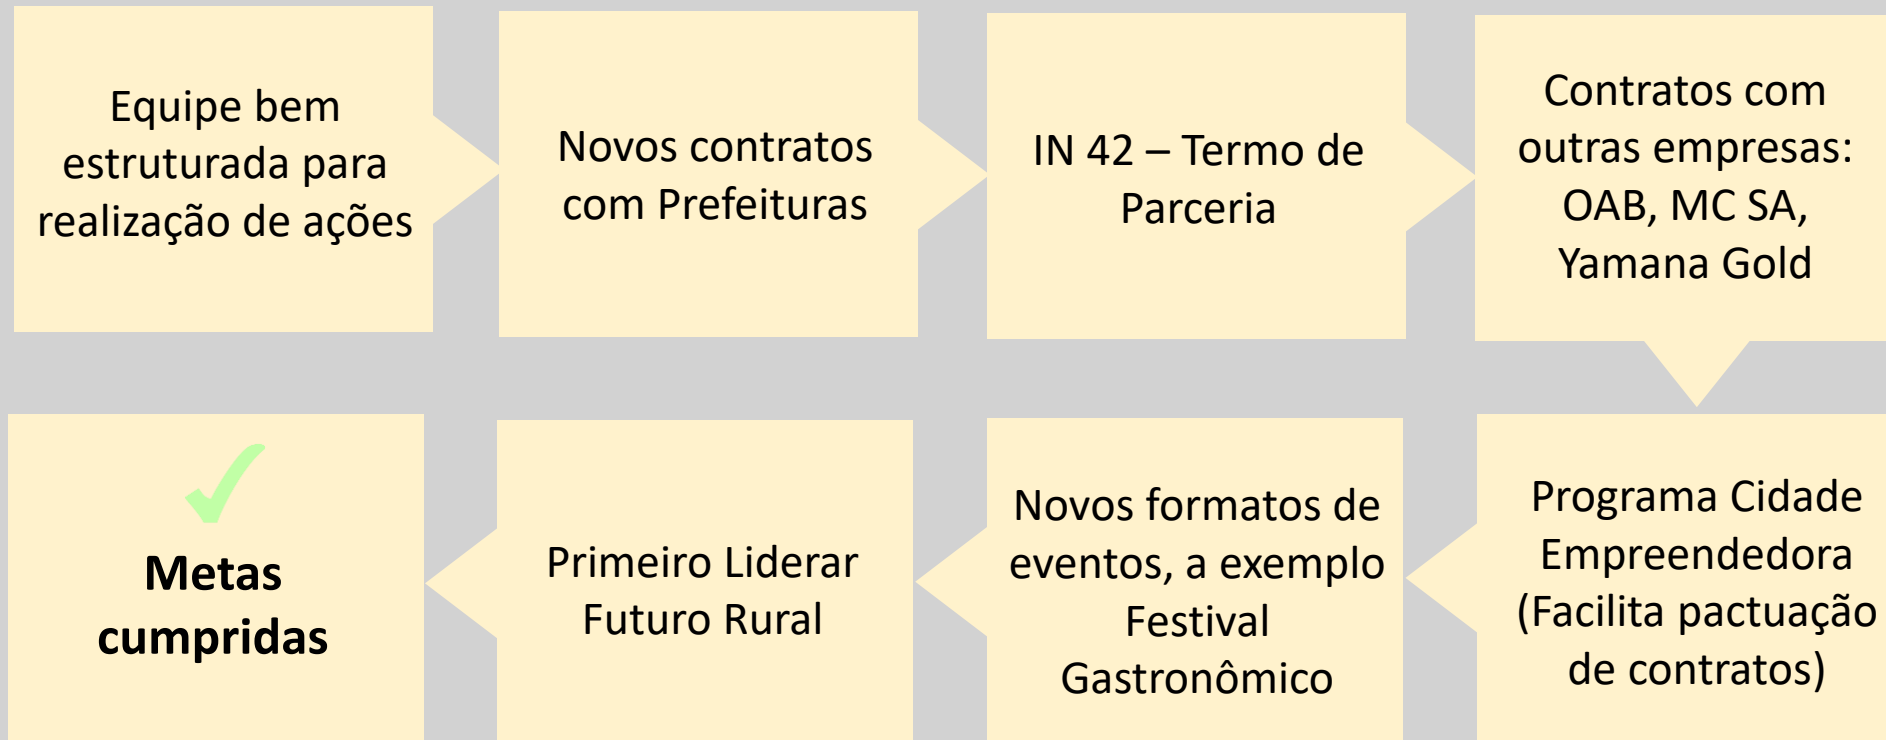 Equipe bem
estruturada para
realização de ações
Novos contratos
com Prefeituras
IN 42 – Termo de
Parceria
Contratos com
outras empresas:
OAB, MC SA,
Yamana Gold
Programa Cidade
Empreendedora
(Facilita pactuação
de contratos)
Novos formatos de
eventos, a exemplo
Festival
Gastronômico
Primeiro Liderar
Futuro Rural
Metas
cumpridas